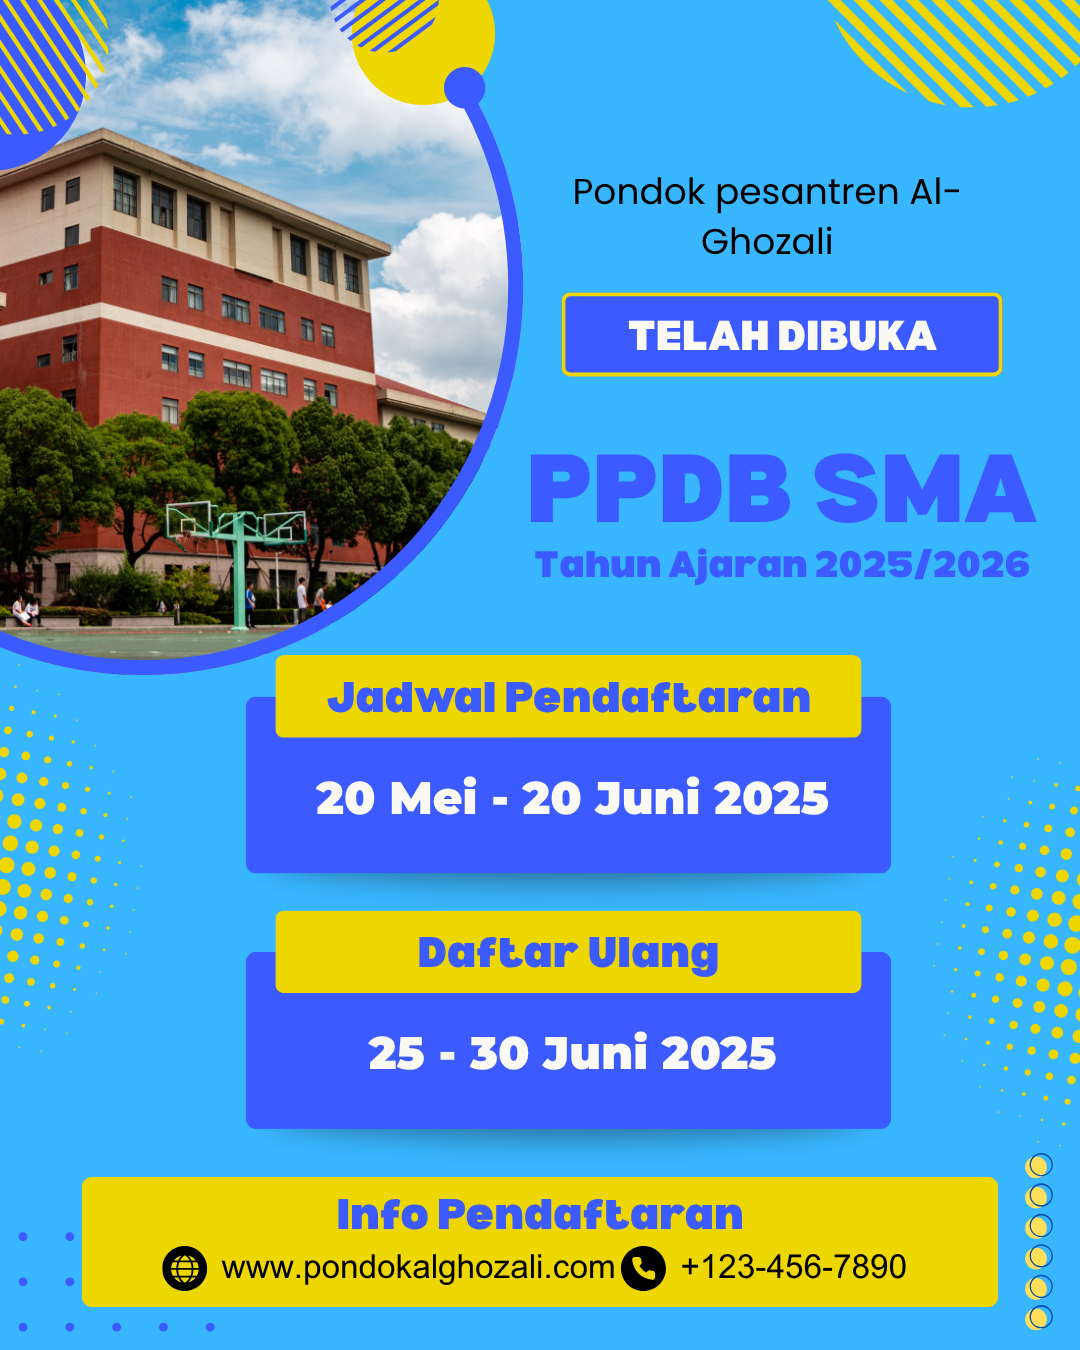 Pondok pesantren Al-
Ghozali
TELAH DIBUKA
PPDB SMA
Tahun Ajaran 2025/2026
Jadwal Pendaftaran
20 Mei - 20 Juni 2025
Daftar Ulang
25 - 30 Juni 2025
Info Pendaftaran
www.pondokalghozali.com +123-456-7890